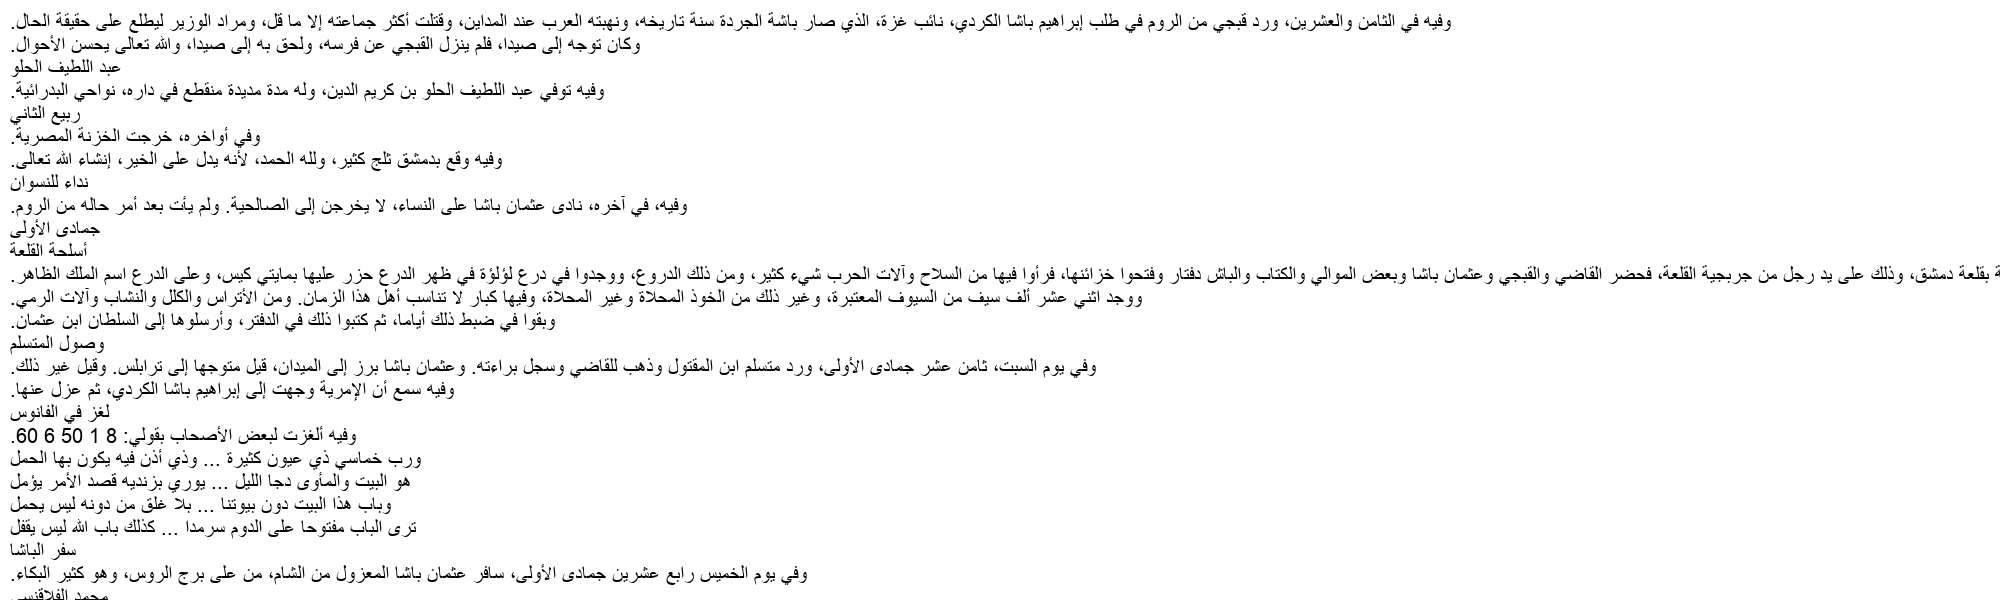 وفيه في الثامن والعشرين، ورد قبجي من الروم في طلب إبراهيم باشا الكردي، نائب غزة، الذي صار باشة الجردة سنة تاريخه، ونهبته العرب عند المداين، وقتلت أكثر جماعته إلا ما قل، ومراد الوزير ليطلع على حقيقة الحال.
وكان توجه إلى صيدا، فلم ينزل القبجي عن فرسه، ولحق به إلى صيدا، والله تعالى يحسن الأحوال.
عبد اللطيف الحلو
وفيه توفي عبد اللطيف الحلو بن كريم الدين، وله مدة مديدة منقطع في داره، نواحي البدرائية.
ربيع الثاني
وفي أواخره، خرجت الخزنة المصرية.
وفيه وقع بدمشق ثلج كثير، ولله الحمد، لأنه يدل على الخير، إنشاء الله تعالى.
نداء للنسوان
وفيه، في آخره، نادى عثمان باشا على النساء، لا يخرجن إلى الصالحية. ولم يأت بعد أمر حاله من الروم.
جمادى الأولى
أسلحة القلعة
بقلعة دمشق، وذلك على يد رجل من جربجية القلعة، فحضر القاضي والقبجي وعثمان باشا وبعض الموالي والكتاب والباش دفتار وفتحوا خزائنها، فرأوا فيها من السلاح وآلات الحرب شيء كثير، ومن ذلك الدروع، ووجدوا في درع لؤلؤة في ظهر الدرع حزر عليها بمايتي كيس، وعلى الدرع اسم الملك الظاهر.
ووجد اثني عشر ألف سيف من السيوف المعتبرة، وغير ذلك من الخوذ المحلاة وغير المحلاة، وفيها كبار لا تناسب أهل هذا الزمان. ومن الأتراس والكلل والنشاب وآلات الرمي.
وبقوا في ضبط ذلك أياما، ثم كتبوا ذلك في الدفتر، وأرسلوها إلى السلطان ابن عثمان.
وصول المتسلم
وفي يوم السبت، ثامن عشر جمادى الأولى، ورد متسلم ابن المقتول وذهب للقاضي وسجل براءته. وعثمان باشا برز إلى الميدان، قيل متوجها إلى ترابلس. وقيل غير ذلك.
وفيه سمع أن الإمرية وجهت إلى إبراهيم باشا الكردي، ثم عزل عنها.
لغز في الفانوس
وفيه ألغزت لبعض الأصحاب بقولي: 8 1 50 6 60.
ورب خماسي ذي عيون كثيرة ... وذي أذن فيه يكون بها الحمل
هو البيت والمأوى دجا الليل ... يوري بزنديه قصد الأمر يؤمل
وباب هذا البيت دون بيوتنا ... بلا غلق من دونه ليس يحمل
ترى الباب مفتوحا على الدوم سرمدا ... كذلك باب الله ليس يقفل
سفر الباشا
وفي يوم الخميس رابع عشرين جمادى الأولى، سافر عثمان باشا المعزول من الشام، من على برج الروس، وهو كثير البكاء.
محمد الفلاقنسي